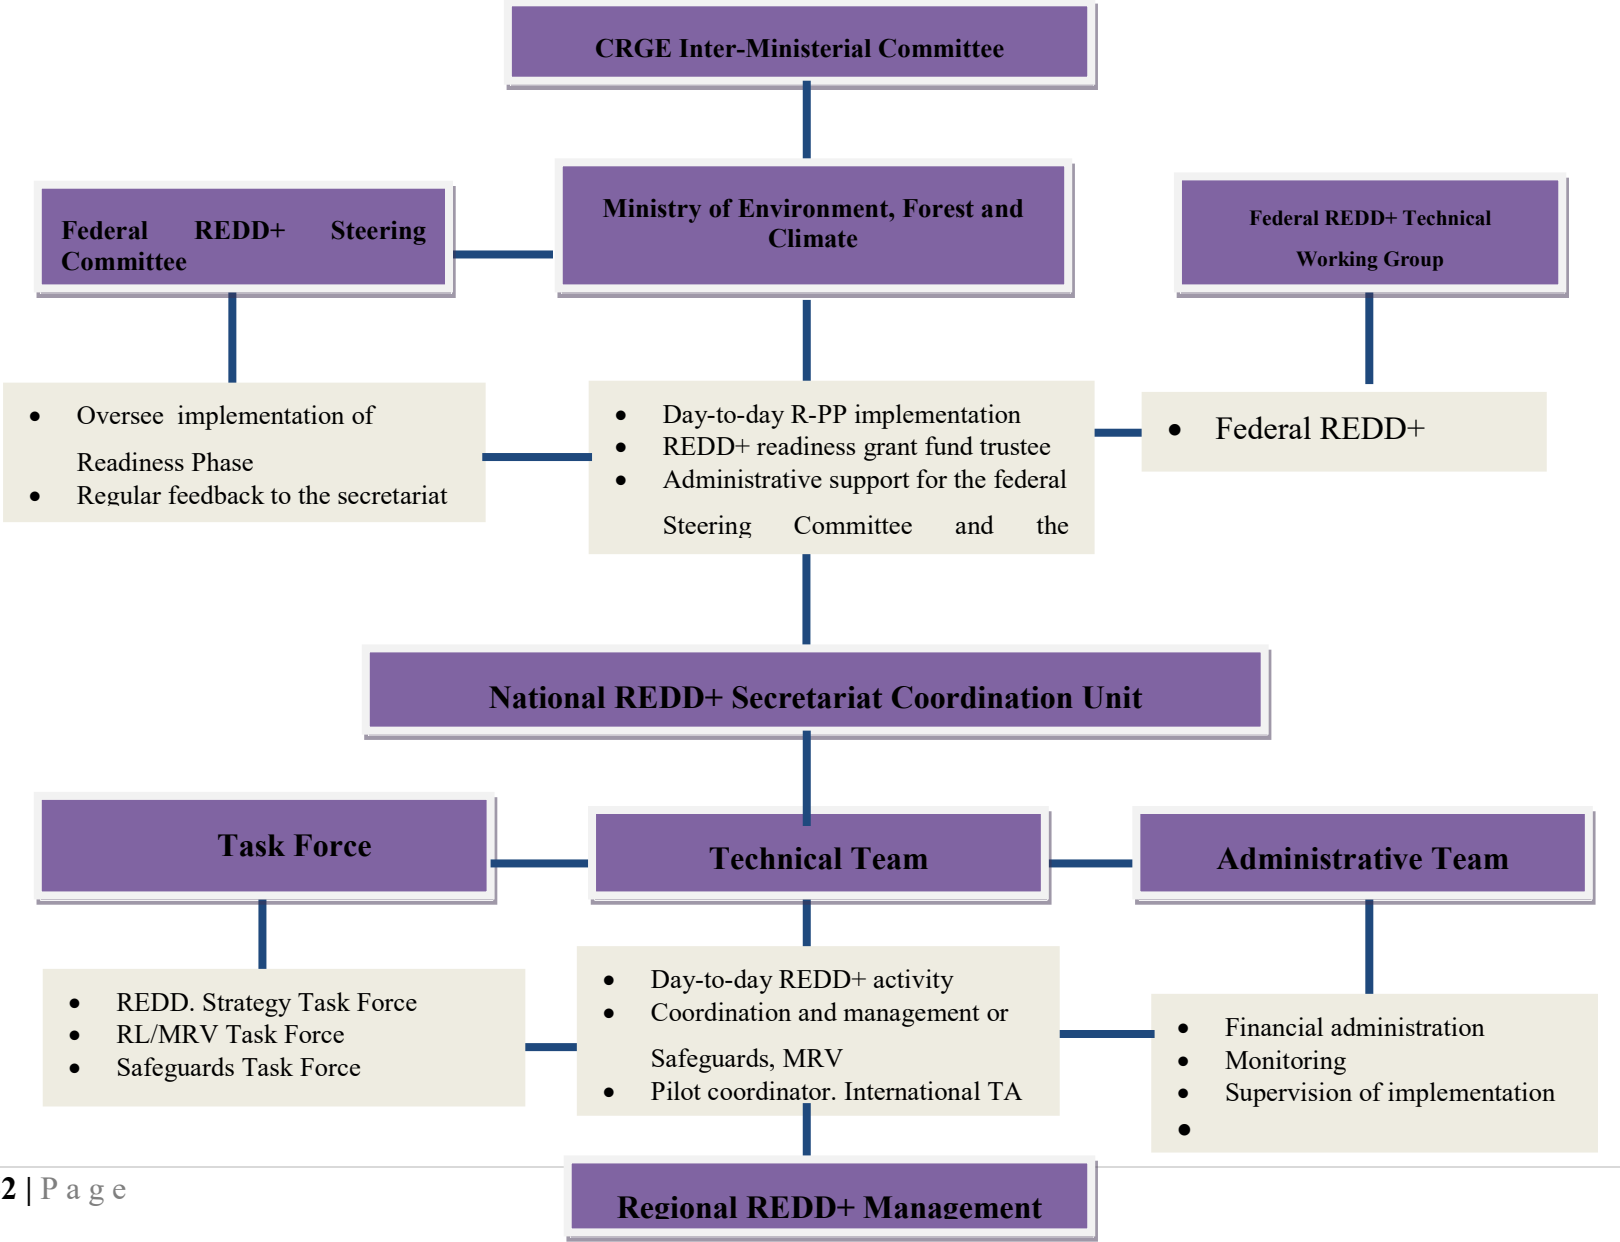 CRGE Inter-Ministerial Committee
Federal REDD+ Steering
Committee
Ministry of Environment, Forest and
Climate
Federal REDD+ Technical
Working Group
• Oversee implementation of
Readiness Phase
• Regular feedback to the secretariat
• Day-to-day R-PP implementation
• REDD+ readiness grant fund trustee
• Administrative support for the federal
Steering Committee and the
• Federal REDD+
National REDD+ Secretariat Coordination Unit
Task Force
Technical Team
Administrative Team
• REDD. Strategy Task Force
• RL/MRV Task Force
• Safeguards Task Force
• Day-to-day REDD+ activity
• Coordination and management or
Safeguards, MRV
• Pilot coordinator. International TA
• Financial administration
• Monitoring
• Supervision of implementation
•
2 | Page
Regional REDD+ Management